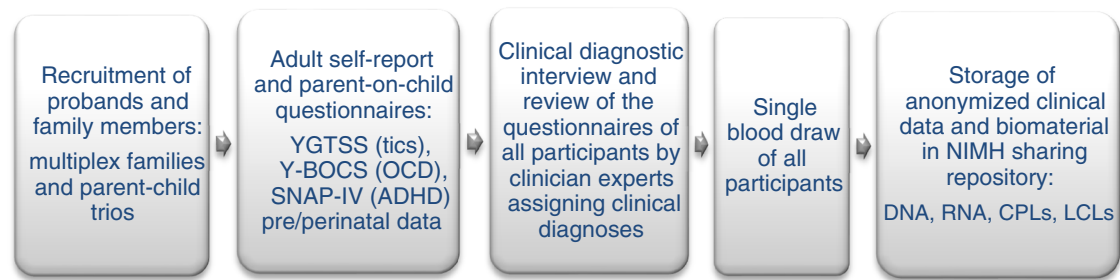 Recruitment of
probands and
family members:
multiplex families
and parent-child
trios
Adult self-report
and parent-on-child
questionnaires:
YGTSS (tics),
Y-BOCS (OCD),
SNAP-IV (ADHD)
pre/perinatal data
Clinical diagnostic
interview and
review of the
questionnaires of
all participants by
clinician experts
assigning clinical
diagnoses
Single
blood draw
of all
participants
Storage of
anonymized clinical
data and biomaterial
in NIMH sharing
repository:
DNA, RNA, CPLs, LCLs